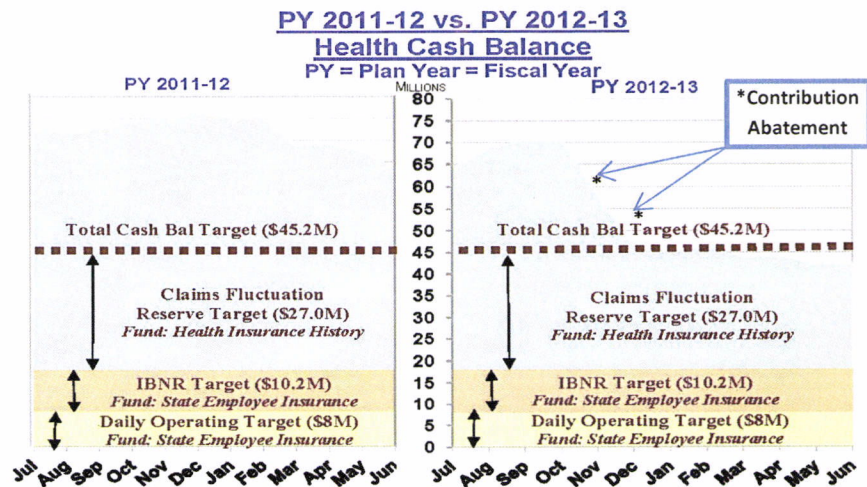 PY 2011-12 vs. PY 2012-13
Health Cash Balance
PY = Plan Year = Fiscal Year
PY 2011-12
MILLIONS
PY 2012-13
*Contribution
Abatement
80
75
70
65
60
55
50
45
40
35
30
25
20
15
10
5
0
*
*
Total Cash Bal Target ($45.2M)
Claims Fluctuation
Reserve Target ($27.0M)
Fund: Health Insurance History
IBNR Target ($10.2M)
Fund: State Employee Insurance
Daily Operating Target ($8M)
Fund: State Employee Insurance
Jul Aug Sep Oct Nov Dec Jan Feb Mar Apr May Jun
Total Cash Bal Target ($45.2M)
Claims Fluctuation
Reserve Target ($27.0M)
Fund: Health Insurance History
IBNR Target ($10.2M)
Fund: State Employee Insurance
Daily Operating Target ($8M)
Fund: State Employee Insurance
Jul Aug Sep Oct Nov Dec Jan Feb Mar Apr May Jun